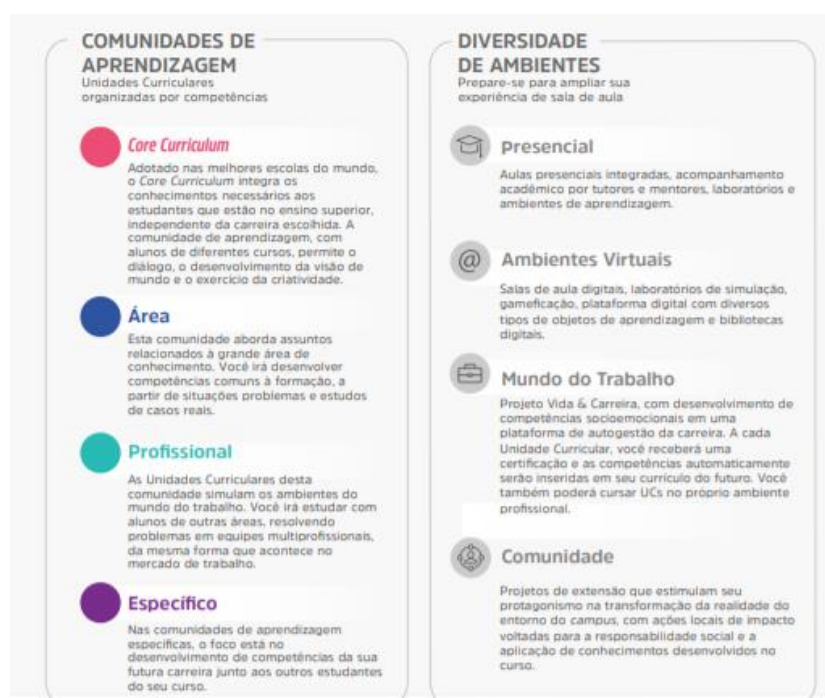 COMUNIDADES DE
APRENDIZAGEM
Unidades Curriculares
organizadas por competências
Core Curriculum
Adotado nas melhores escolas do mundo,
o Core Curriculum integra os
conhecimentos necessários aos
estudantes que estão no ensino superior,
independente da carreira escolhida. A
comunidade de aprendizagem, com
alunos de diferentes cursos, permite o
diálogo, o desenvolvimento da visão de
mundo e o exercício da criatividade.
Área
Esta comunidade aborda assuntos
relacionados à grande área de
conhecimento. Você irá desenvolver
competências comuns à formação, a
partir de situações problemas e estudos
de casos reais.
Profissional
As Unidades Curriculares desta
comunidade simulam os ambientes do
mundo do trabalho. Você irá estudar com
alunos de outras áreas, resolvendo
problemas em equipes multiprofissionais,
da mesma forma que acontece no
mercado de trabalho.
Específico
Nas comunidades de aprendizagem
específicas, o foco está no
desenvolvimento de competências da sua
futura carreira junto aos outros estudantes
do seu curso.
DIVERSIDADE
DE AMBIENTES
Prepare-se para ampliar sua
experiência de sala de aula
Presencial
Aulas presenciais integradas, acompanhamento
acadêmico por tutores e mentores, laboratórios e
ambientes de aprendizagem.
@ Ambientes Virtuais
Salas de aula digitais, laboratórios de simulação,
gameficação, plataforma digital com diversos
tipos de objetos de aprendizagem e bibliotecas
digitais.
Mundo do Trabalho
Projeto Vida & Carreira, com desenvolvimento de
competências socioemocionais em uma
plataforma de autogestão da carreira. A cada
Unidade Curricular, você receberá uma
certificação e as competências automaticamente
serão inseridas em seu currículo do futuro. Você
também poderá cursar UCs no próprio ambiente
profissional.
Comunidade
Projetos de extensão que estimulam seu
protagonismo na transformação da realidade do
entorno do campus, com ações locais de impacto
voltadas para a responsabilidade social e a
aplicação de conhecimentos desenvolvidos no
curso.